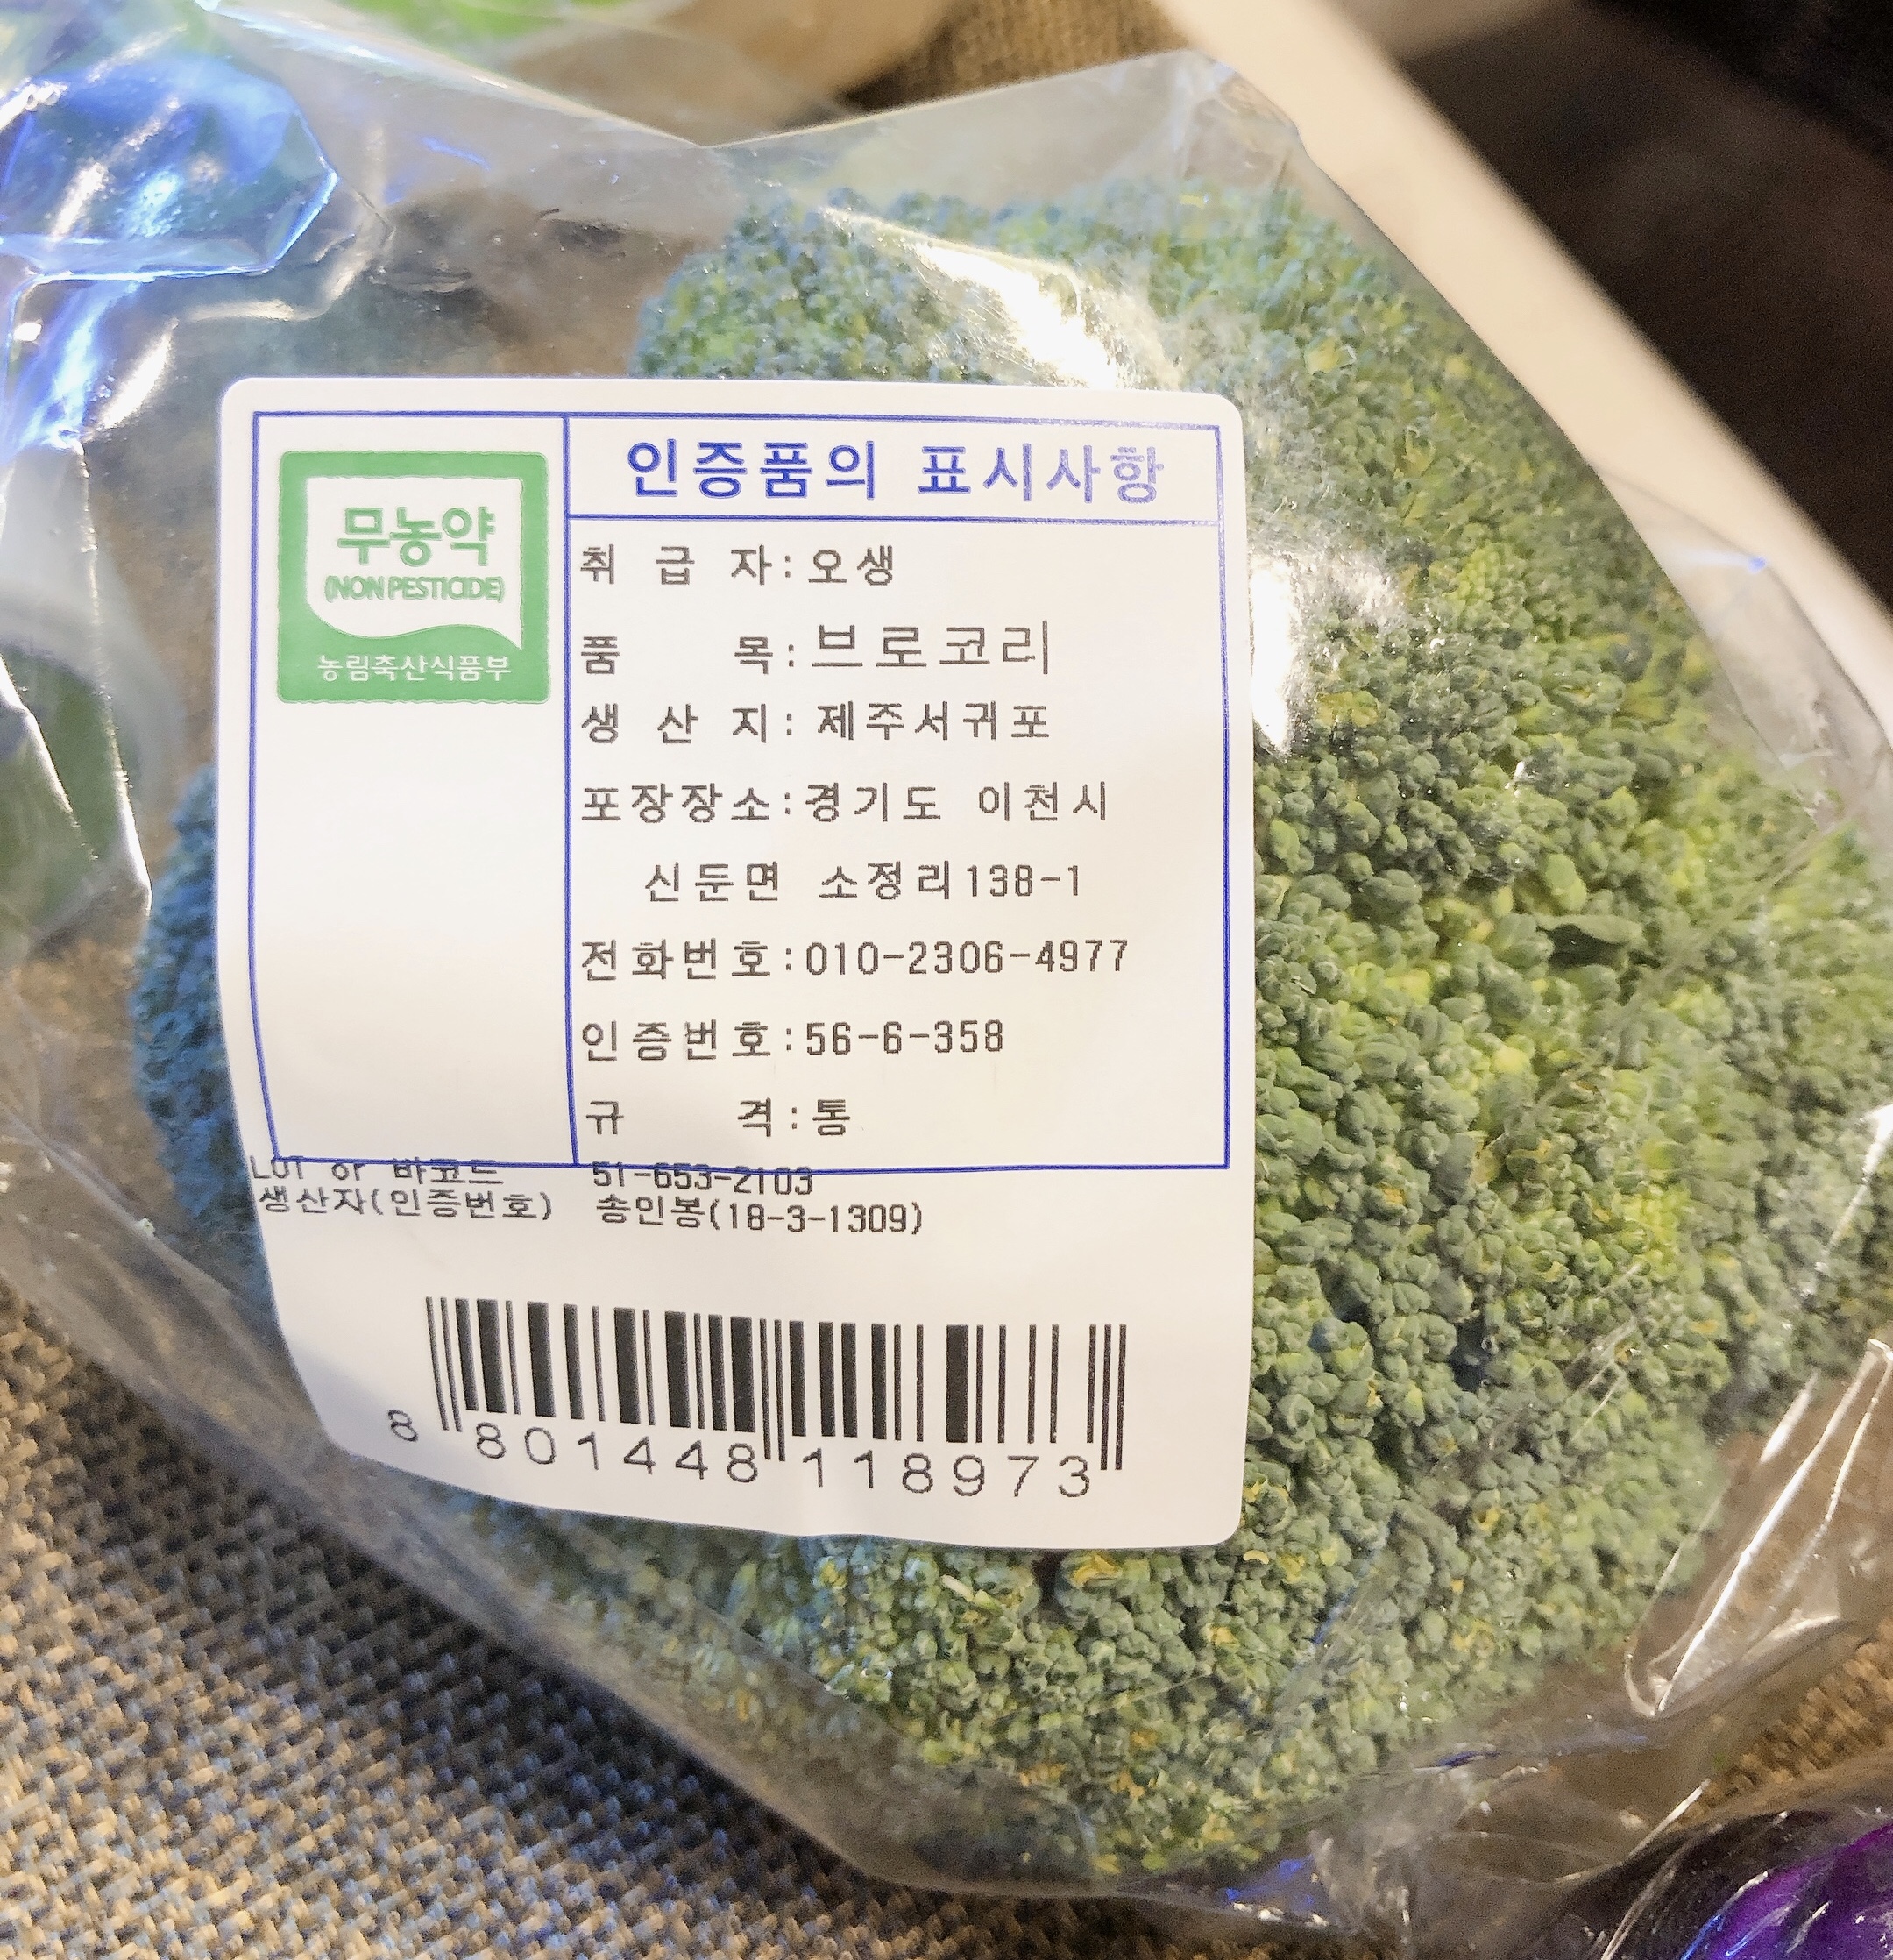 무농약
(NON PESTICIDE)
농림축산식품부
인증품의 표시사항
취 급 자:오생
품 목:브로코리
생 산 지:제주서귀포
포장장소:경기도 이천시
신둔면 소정리138-1
전화번호:010-2306-4977
인증번호:56-6-358
규 격:통
LOT or 바코드 51-653-2103
생산자(인증번호) 송인봉(18-3-1309)
8 801448 118973